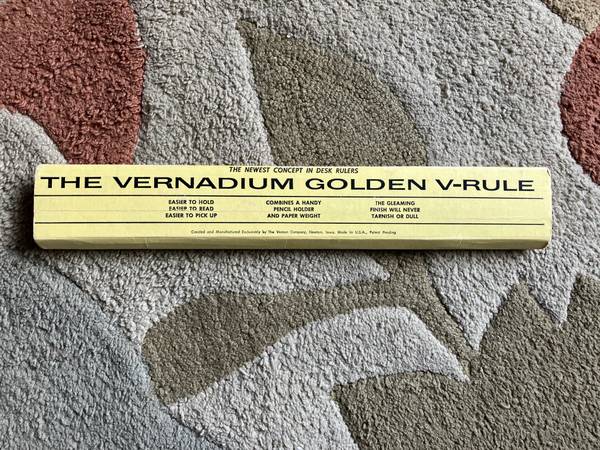 THE NEWEST CONCEPT IN DESK RULERS
THE VERNADIUM GOLDEN V-RULE
EASIER TO HOLD
EASIER TO READ
EASIER TO PICK UP
COMBINES A HANDY
PENCIL HOLDER
AND PAPER WEIGHT
THE GLEAMING
FINISH WILL NEVER
TARNISH OR DULL
Created and Manufactured Exclusively by The Vernon Company, Newton, Iowa. Made in U.S.A., Patent Pending